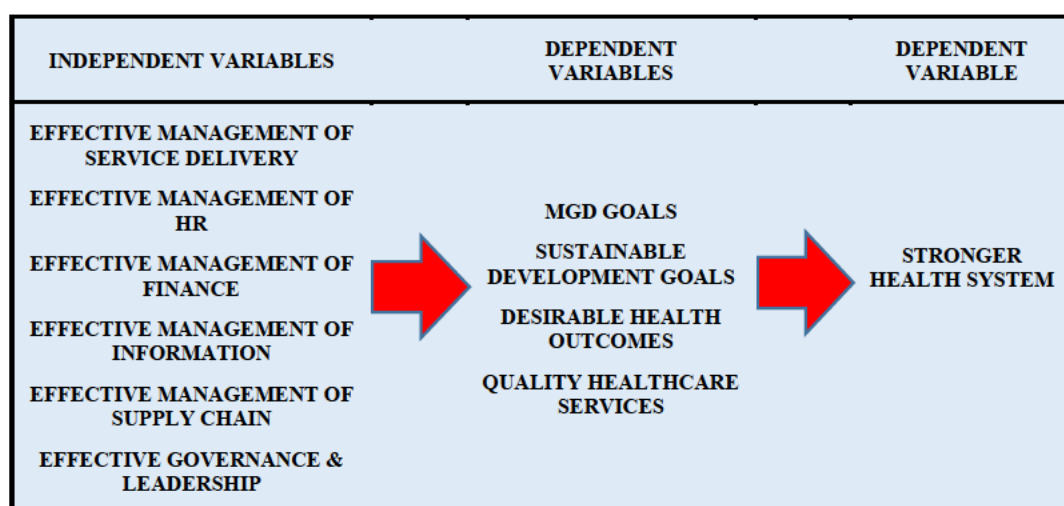 INDEPENDENT VARIABLES
DEPENDENT
VARIABLES
DEPENDENT
VARIABLE
EFFECTIVE MANAGEMENT OF
SERVICE DELIVERY
EFFECTIVE MANAGEMENT OF
HR
EFFECTIVE MANAGEMENT OF
FINANCE
EFFECTIVE MANAGEMENT OF
INFORMATION
EFFECTIVE MANAGEMENT OF
SUPPLY CHAIN
EFFECTIVE GOVERNANCE &
LEADERSHIP
MGD GOALS
SUSTAINABLE
DEVELOPMENT GOALS
DESIRABLE HEALTH
OUTCOMES
QUALITY HEALTHCARE
SERVICES
STRONGER
HEALTH SYSTEM